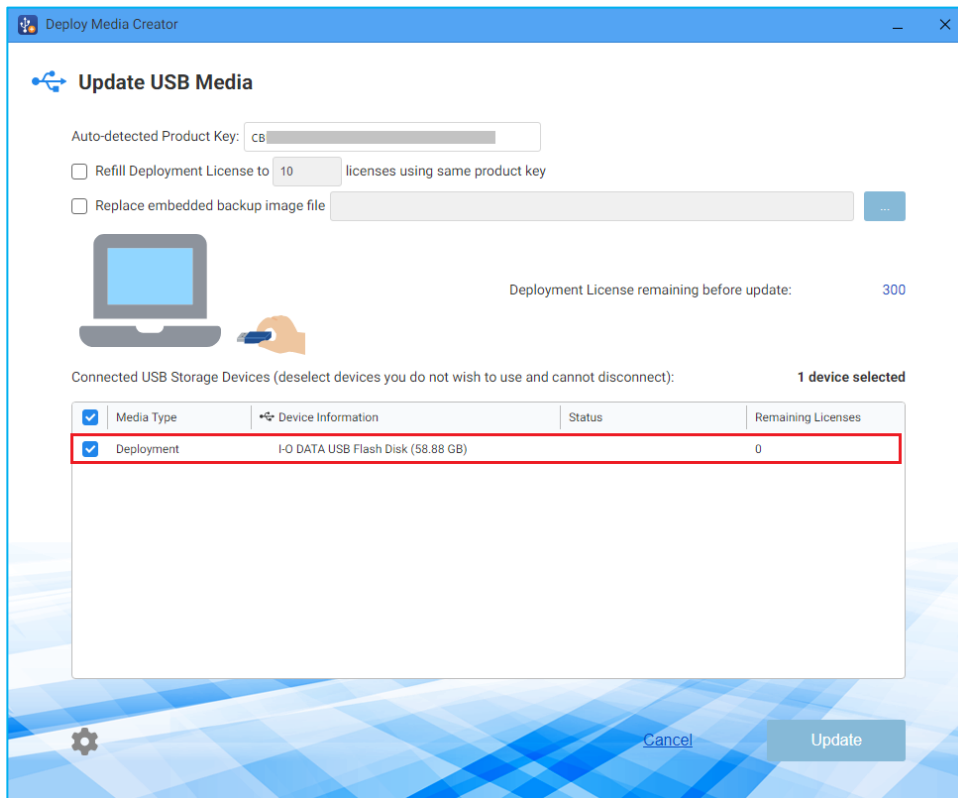 Deploy Media Creator
Update USB Media
Auto-detected Product Key: CB
Refill Deployment License to 10 licenses using same product key
Replace embedded backup image file ...
Deployment License remaining before update: 300
Connected USB Storage Devices (deselect devices you do not wish to use and cannot disconnect): 1 device selected
Media Type Device Information Status Remaining Licenses
Deployment I-O DATA USB Flash Disk (58.88 GB) 0
Cancel Update